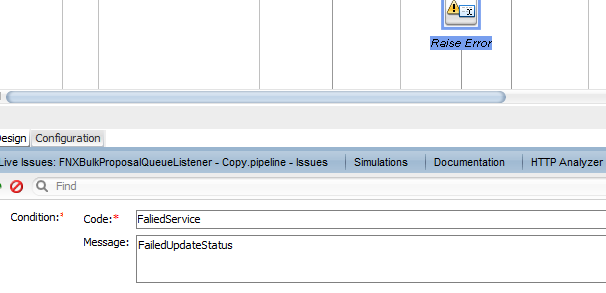 Raise Error
Design Configuration
Live Issues: FNXBulkProposalQueueListener - Copy.pipeline - Issues Simulations Documentation HTTP Analyzer
Find
Condition:* Code:* FaliedService
Message: FailedUpdateStatus